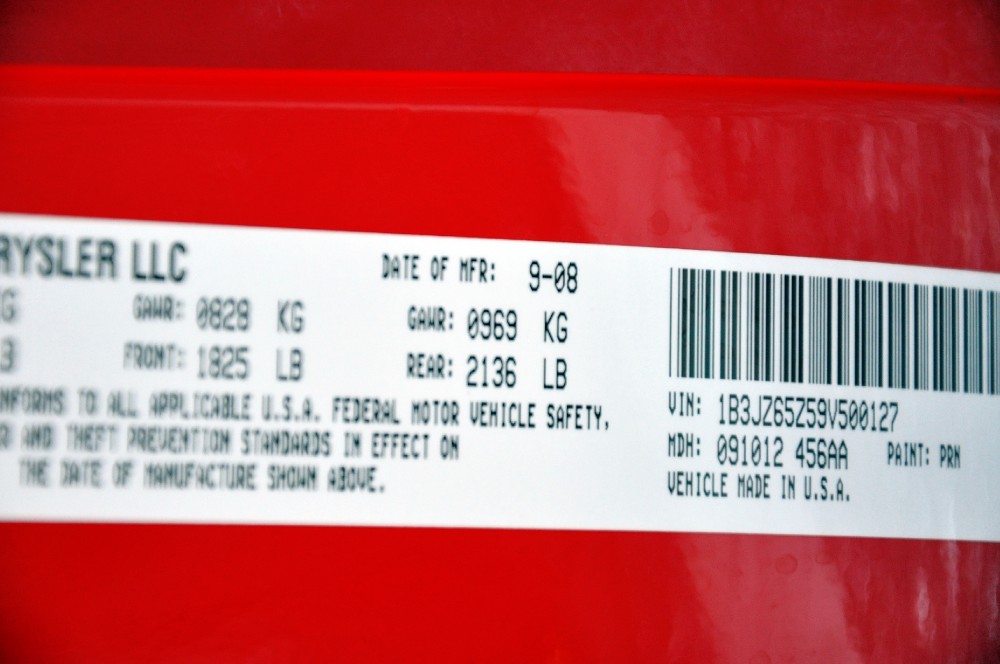 RYSLER LLC
DATE OF MFR: 9-08
G GAWR: 0828 KG GAWR: 0969 KG
B FRONT: 1825 LB REAR: 2136 LB
NFORMS TO ALL APPLICABLE U.S.A. FEDERAL MOTOR VEHICLE SAFETY,
R AND THEFT PREVENTION STANDARDS IN EFFECT ON
THE DATE OF MANUFACTURE SHOWN ABOVE.
VIN: 1B3JZ65Z59V500127
MDH: 091012 456AA PAINT: PRN
VEHICLE MADE IN U.S.A.